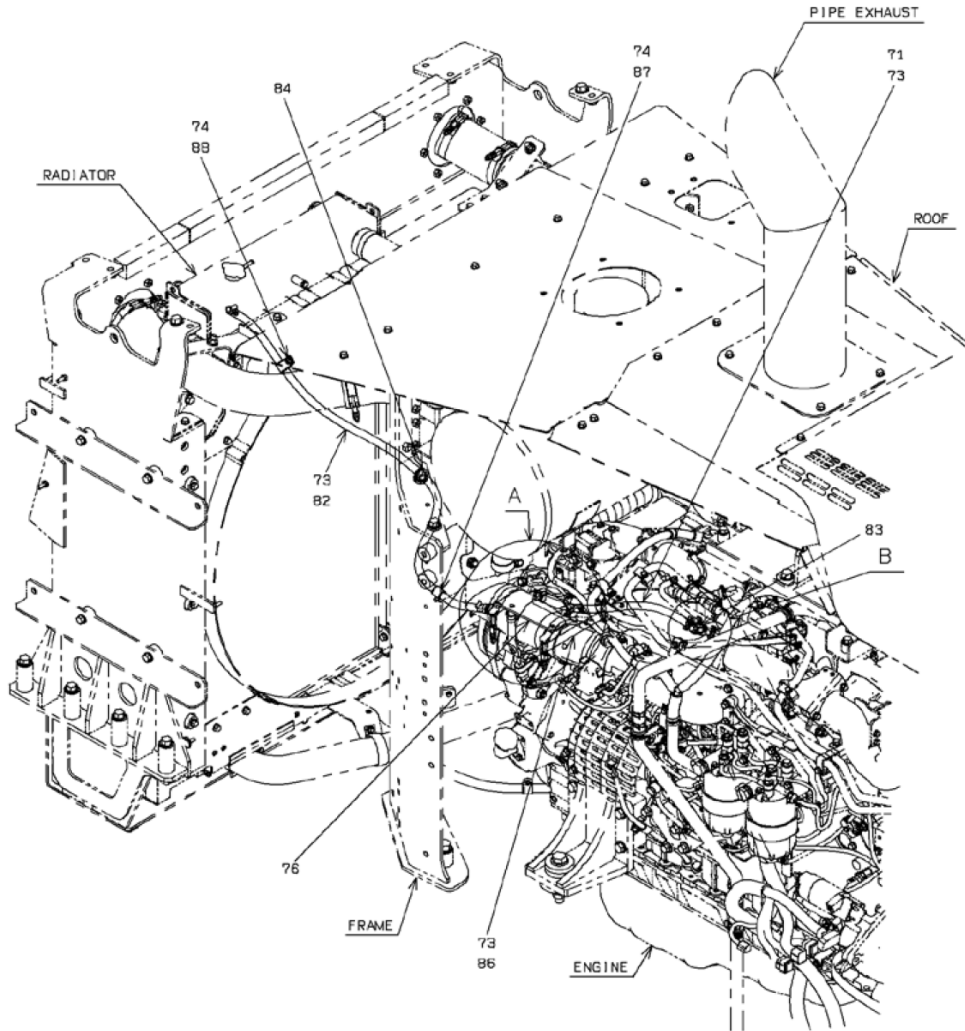 PIPE EXHAUST
74
87
71
73
84
74
88
RADIATOR
ROOF
73
82
A
83
B
76
FRAME
73
86
ENGINE